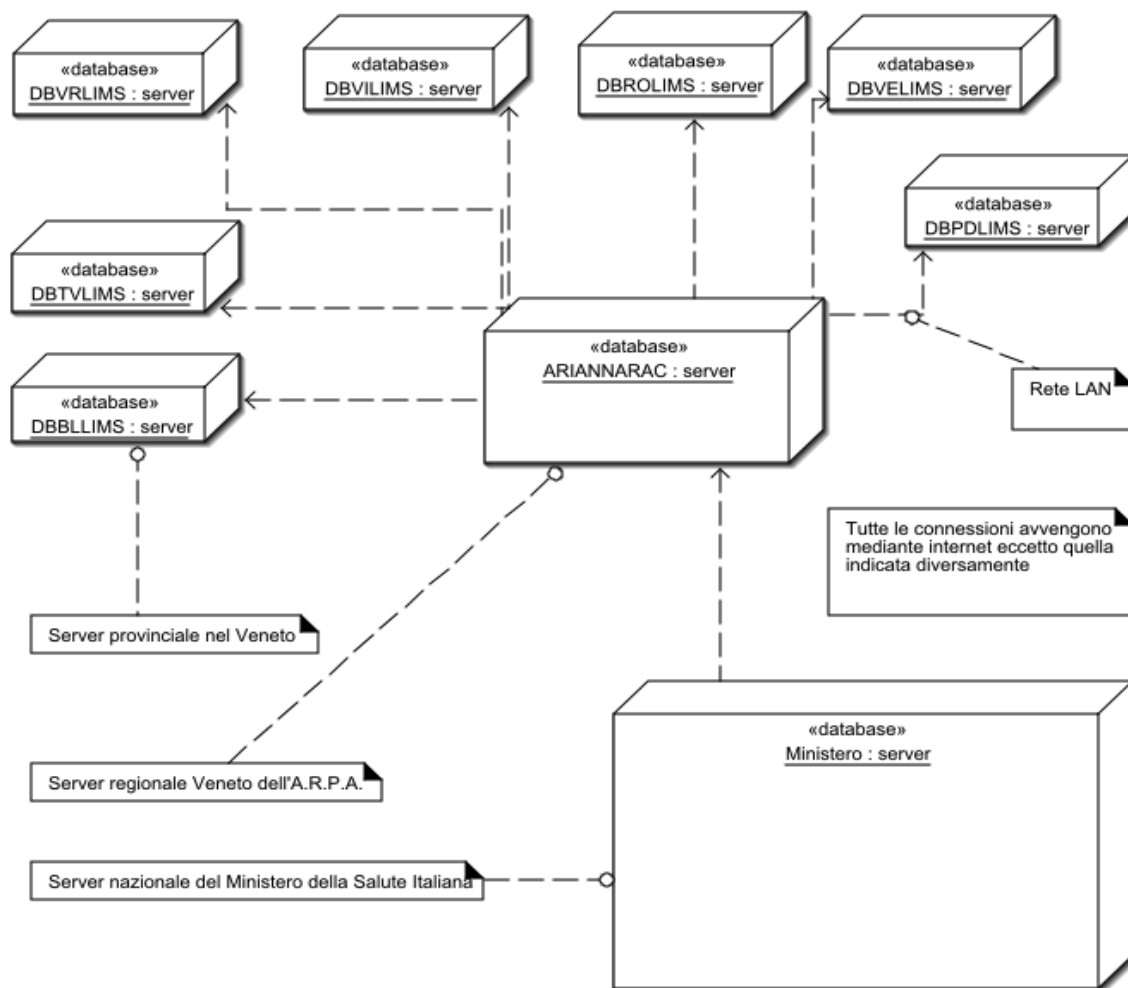 «database»
DBVRLIMS : server
«database»
DBVILIMS : server
«database»
DBROLIMS : server
«database»
DBVELIMS : server
«database»
DBPDLIMS : server
«database»
DBTVLIMS : server
«database»
ARIANNARAC : server
«database»
DBBLLIMS : server
Rete LAN
Tutte le connessioni avvengono
mediante internet eccetto quella
indicata diversamente
Server provinciale nel Veneto
«database»
Ministero : server
Server regionale Veneto dell'A.R.P.A.
Server nazionale del Ministero della Salute Italiana